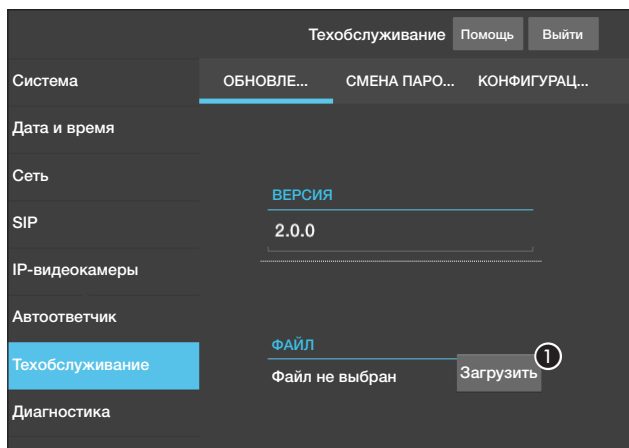 Техобслуживание Помощь Выйти
Система
ОБНОВЛЕ... СМЕНА ПАРО... КОНФИГУРАЦ...
Дата и время
Сеть
ВЕРСИЯ
SIP
2.0.0
IP-видеокамеры
Автоответчик
ФАЙЛ
1
Техобслуживание
Файл не выбран Загрузить
Диагностика